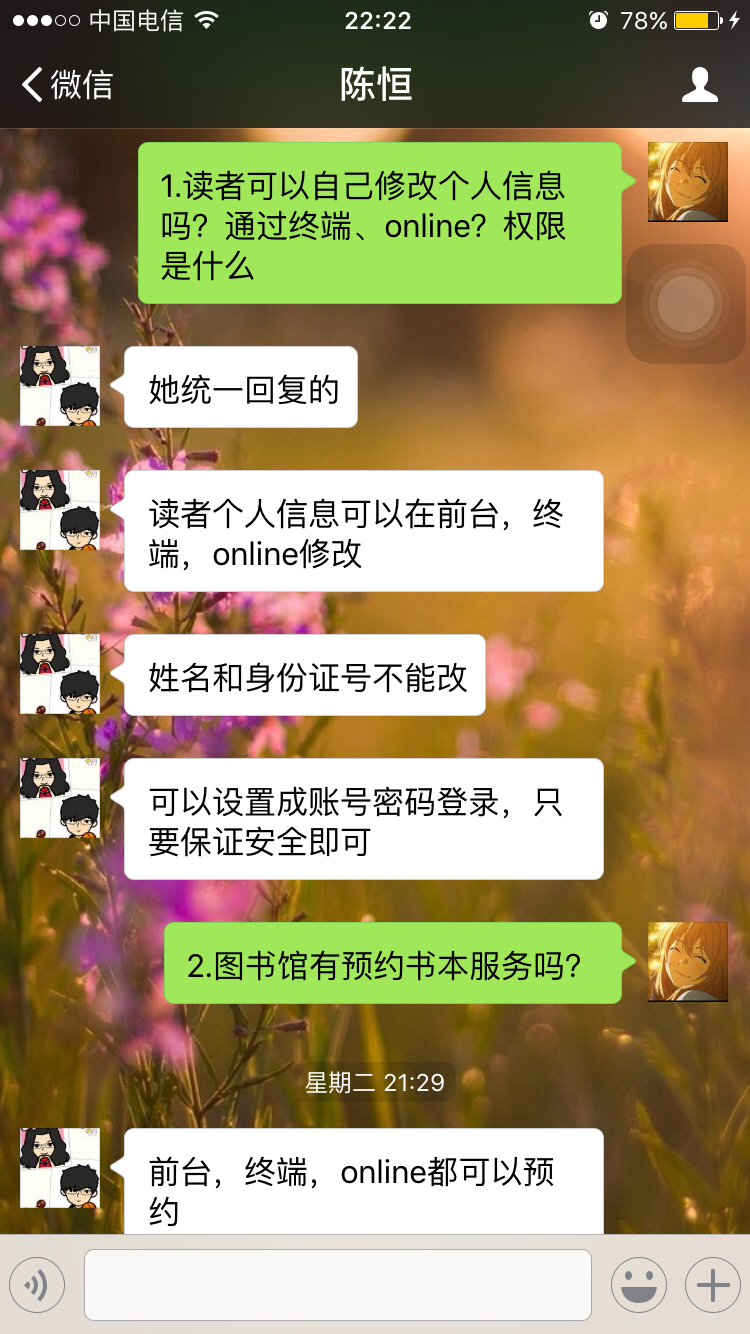 中国电信 22:22 78%
微信 陈恒
1.读者可以自己修改个人信息
吗？通过终端、online？权限
是什么
她统一回复的
读者个人信息可以在前台，终
端，online修改
姓名和身份证号不能改
可以设置成账号密码登录，只
要保证安全即可
2.图书馆有预约书本服务吗？
星期二 21:29
前台，终端，online都可以预
约